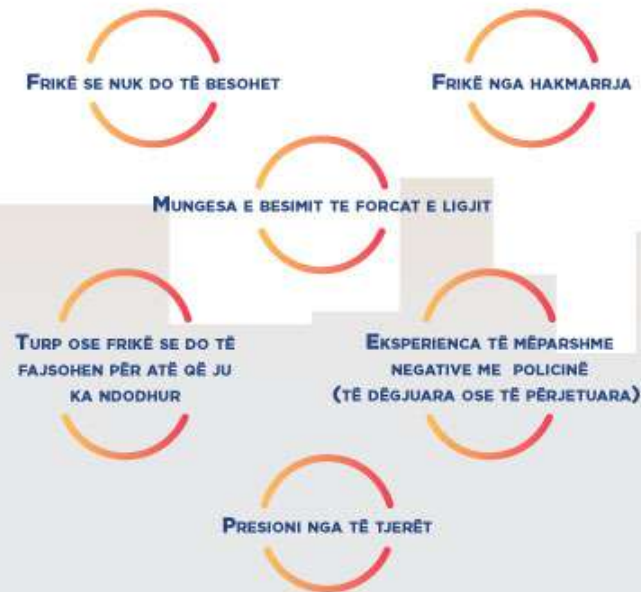 FRIKË SE NUK DO TË BESOHET
FRIKË NGA HAKMARRJA
MUNGESA E BESIMIT TE FORCAT E LIGJIT
TURP OSE FRIKË SE DO TË
FAJSOHEN PËR ATË QË JU
KA NDODHUR
EKSPERIENCA TË MËPARSHME
NEGATIVE ME POLICINË
(TË DËGJUARA OSE TË PËRJETUARA)
PRESIONI NGA TË TJERËT